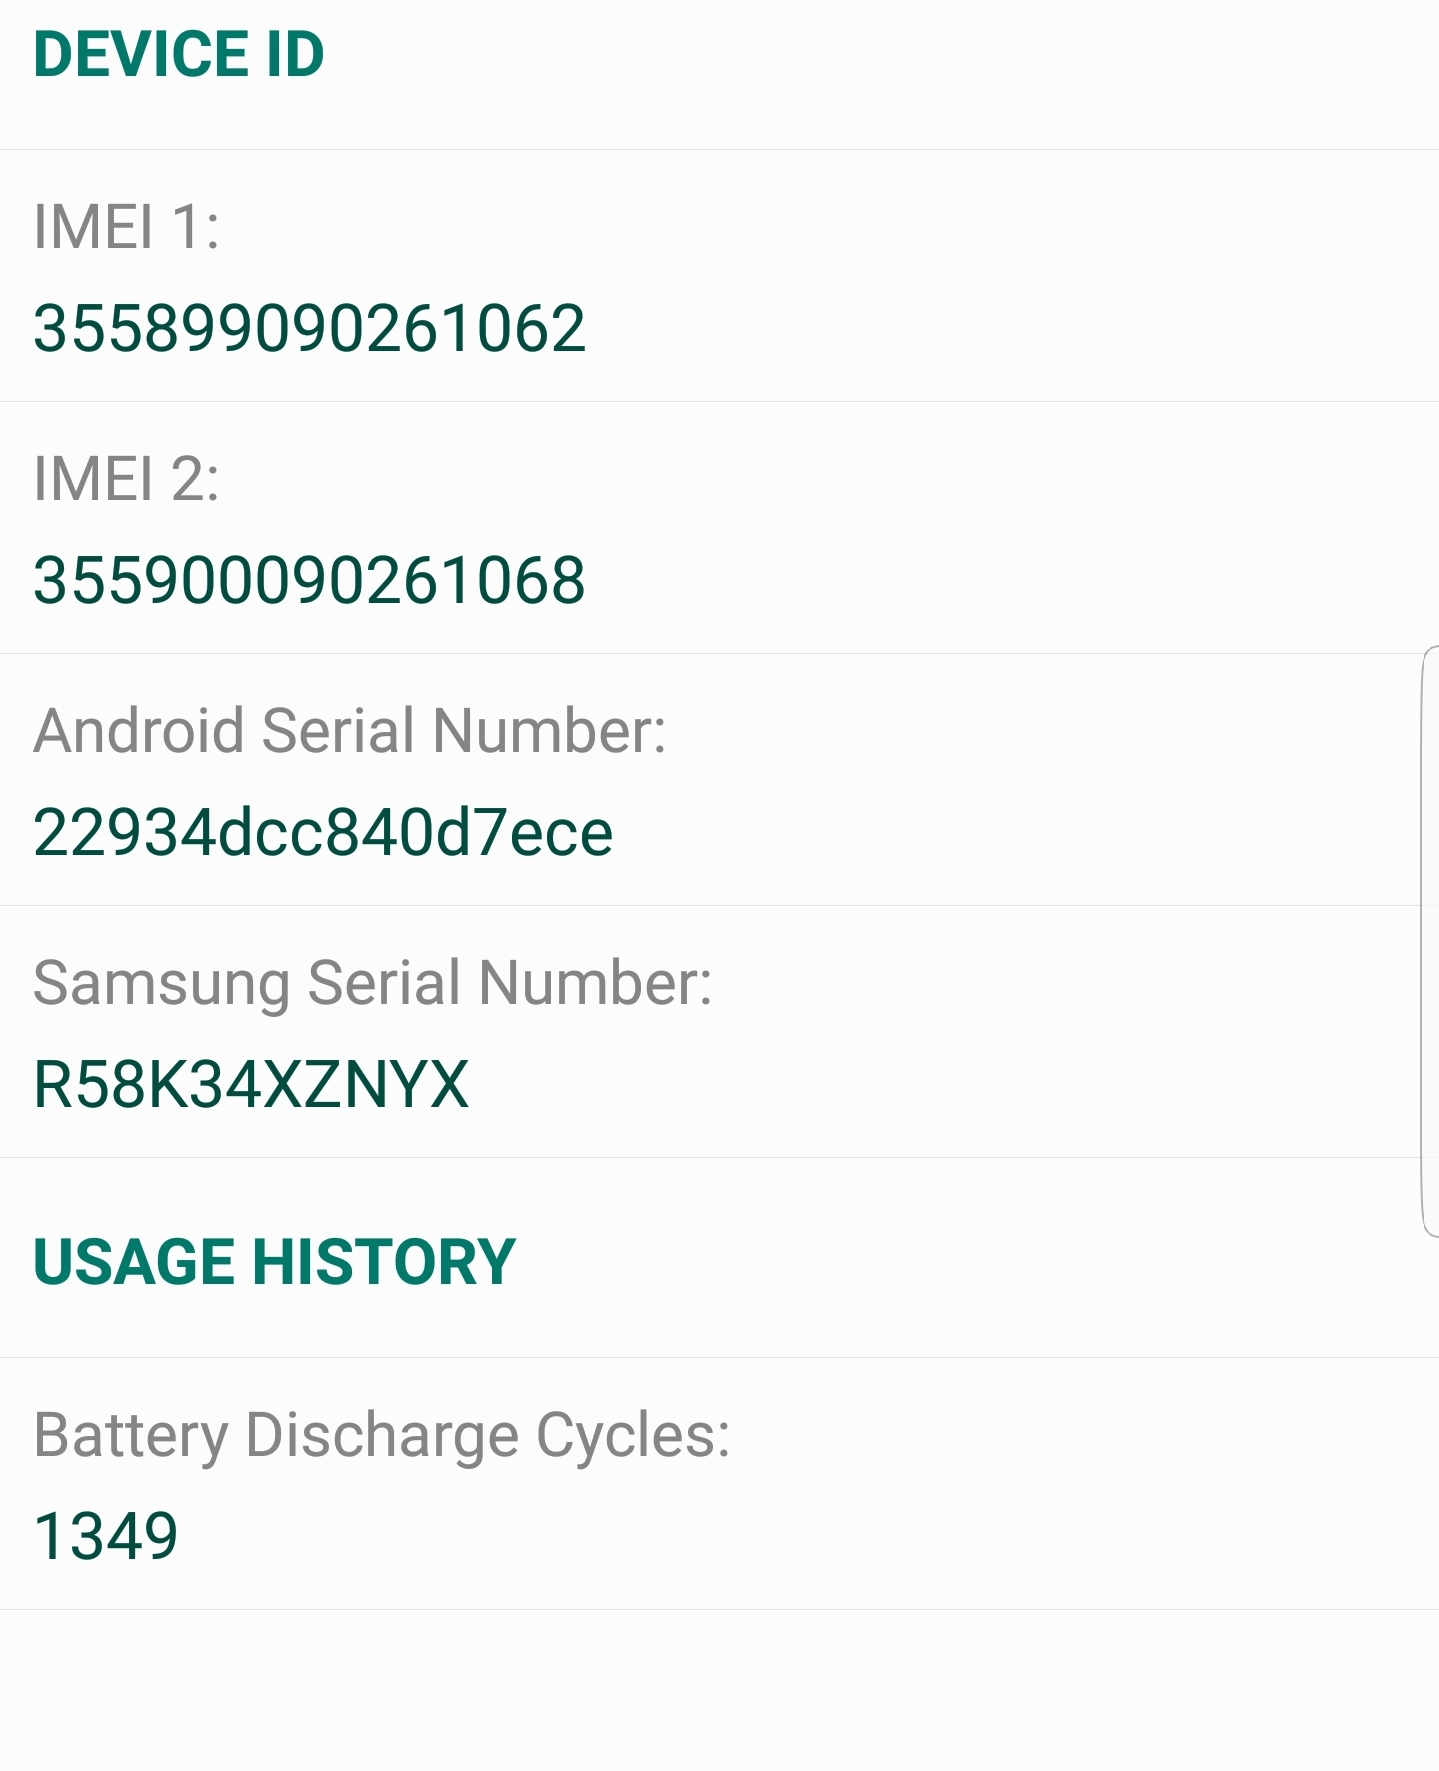 DEVICE ID
IMEI 1:
355899090261062
IMEI 2:
355900090261068
Android Serial Number:
22934dcc840d7ece
Samsung Serial Number:
R58K34XZNYX
USAGE HISTORY
Battery Discharge Cycles:
1349